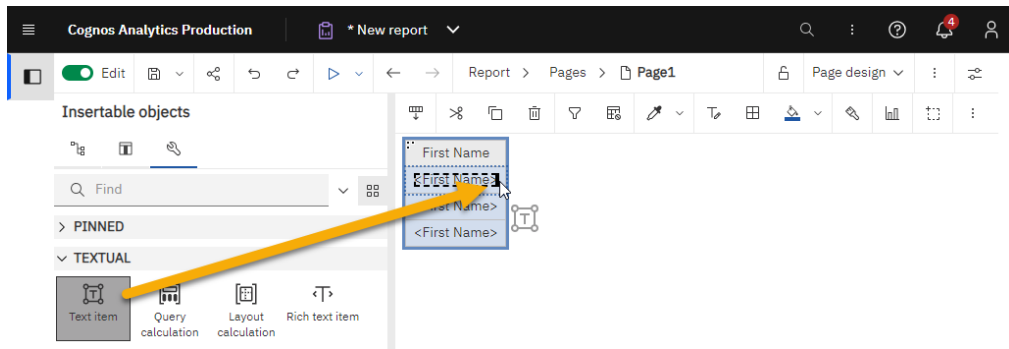 Cognos Analytics Production
* New report
4
Edit
Report > Pages > Page1
Page design
Insertable objects
Find
PINNED
TEXTUAL
Text item
Query calculation
Layout calculation
Rich text item
First Name
<First Name>
<First Name>
<First Name>